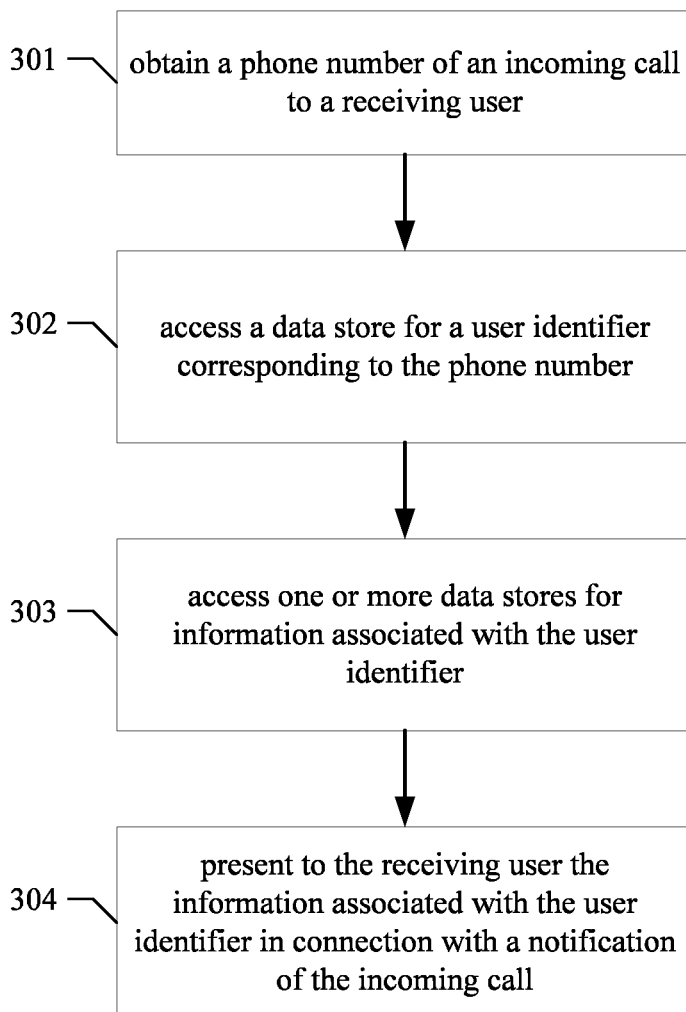 301
obtain a phone number of an incoming call
to a receiving user
302
access a data store for a user identifier
corresponding to the phone number
303
access one or more data stores for
information associated with the user
identifier
304
present to the receiving user the
information associated with the user
identifier in connection with a notification
of the incoming call